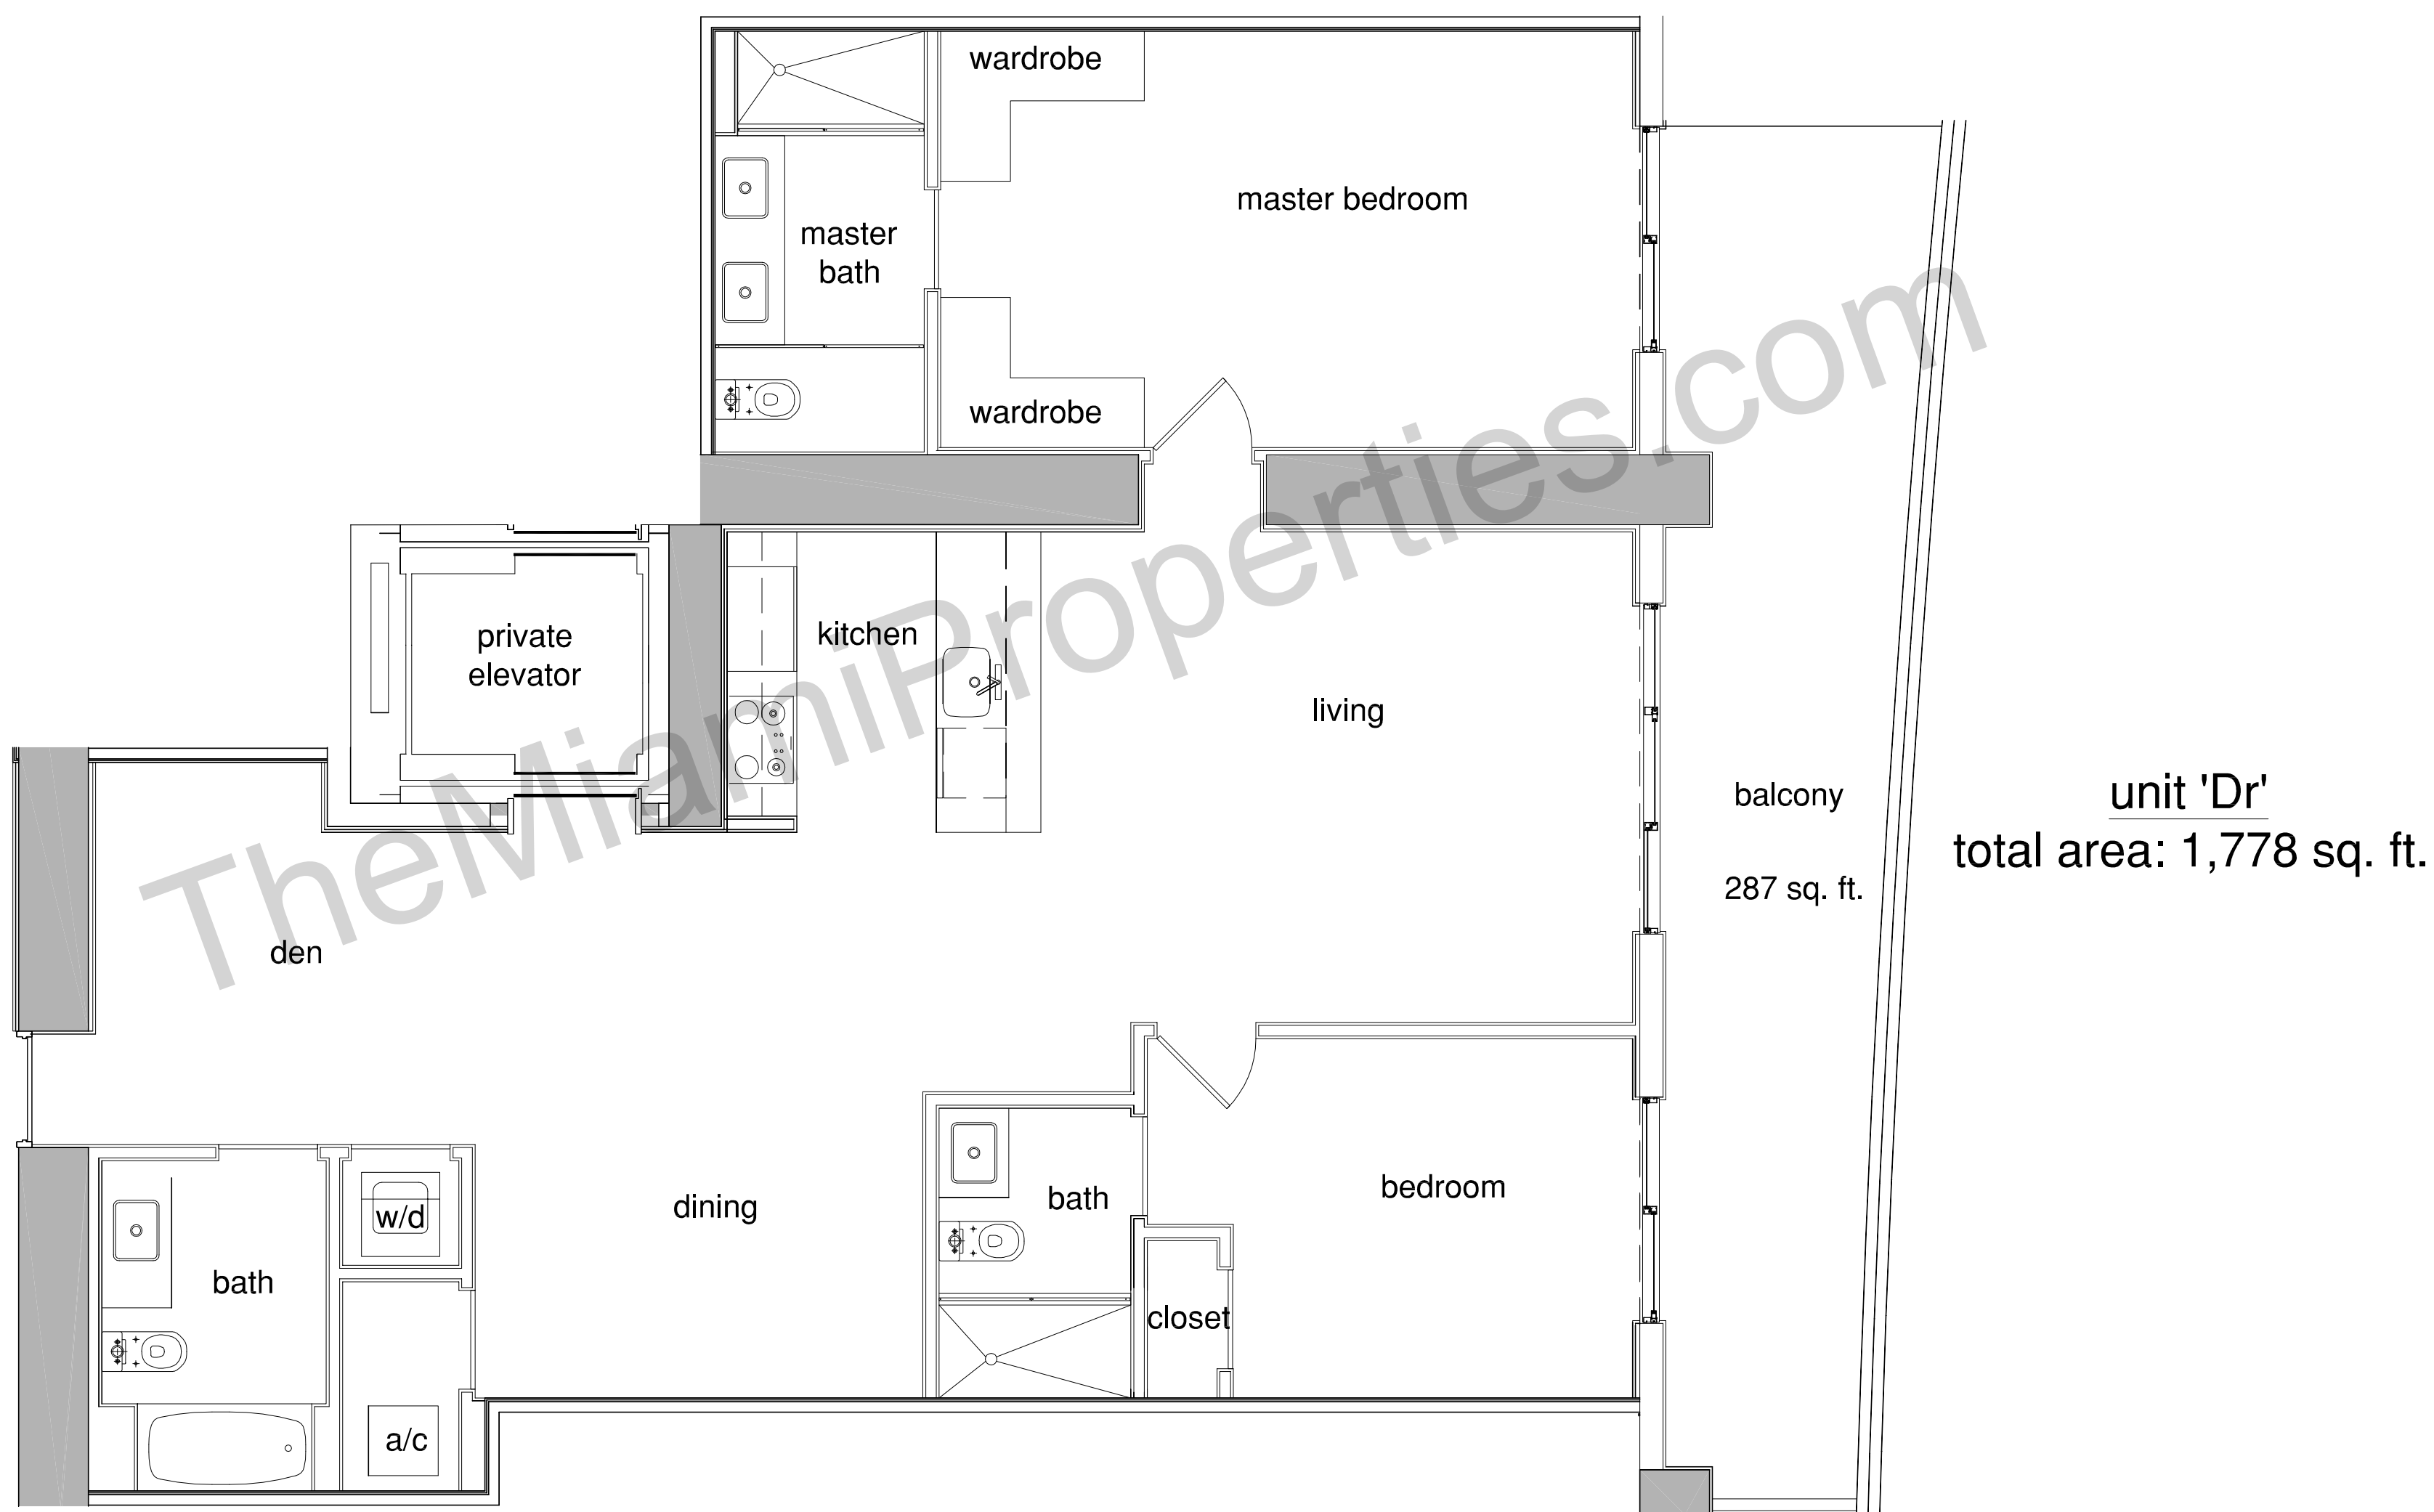 wardrobe
master bedroom
master
bath
wardrobe
private
elevator
kitchen
living
balcony
287 sq. ft.
unit 'Dr'
total area: 1,778 sq. ft.
den
dining
bath
bedroom
w/d
bath
closet
a/c
TheMiamiProperties.com